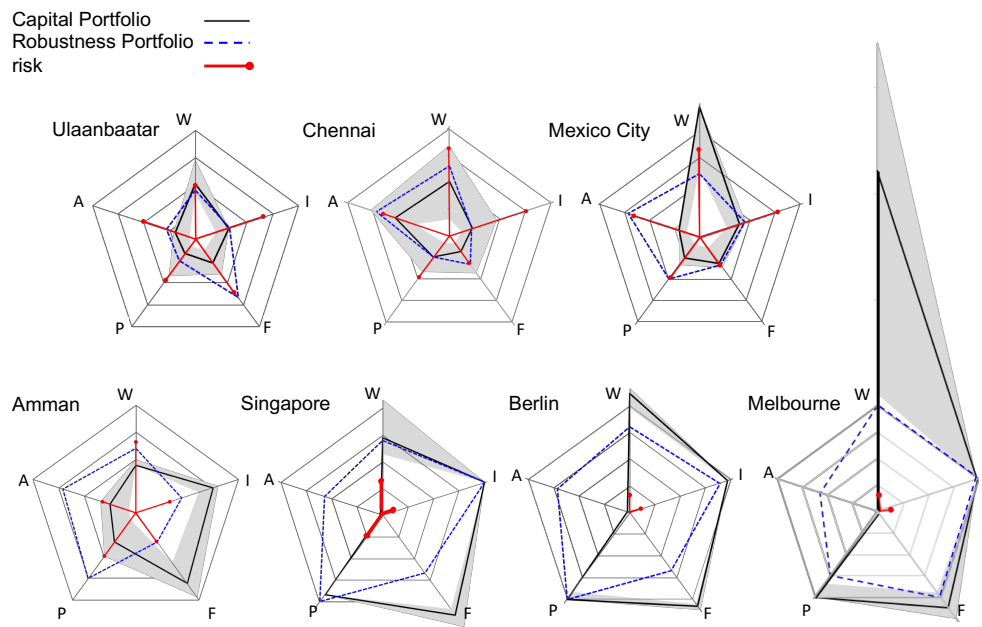 Capital Portfolio
Robustness Portfolio
risk
Ulaanbaatar
W
A
I
P
F
Chennai
W
A
I
P
F
Mexico City
W
A
I
P
F
Amman
W
A
I
P
F
Singapore
W
A
I
P
F
Berlin
W
A
I
P
F
Melbourne
W
A
I
P
F